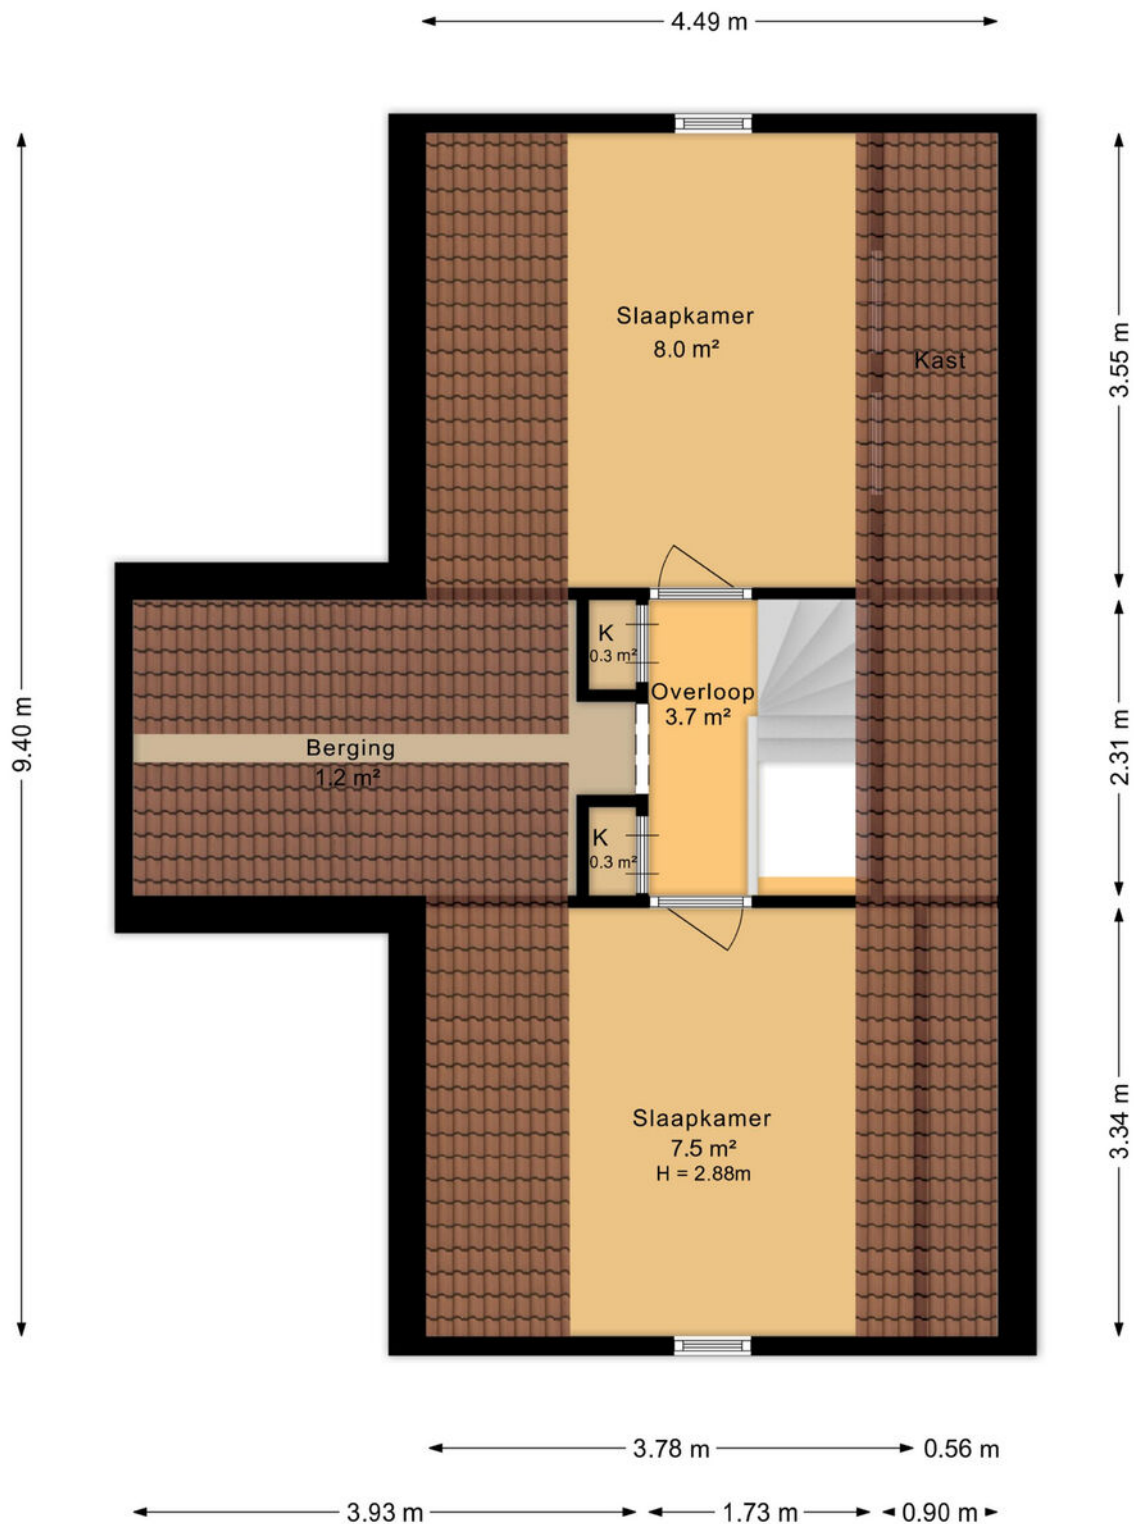 4.49 m
Slaapkamer
8.0 m²
Kast
3.55 m
9.40 m
K
0.3 m²
Overloop
3.7 m²
Berging
1.2 m²
2.31 m
K
0.3 m²
Slaapkamer
7.5 m²
H = 2.88m
3.34 m
3.78 m
0.56 m
3.93 m
1.73 m
0.90 m